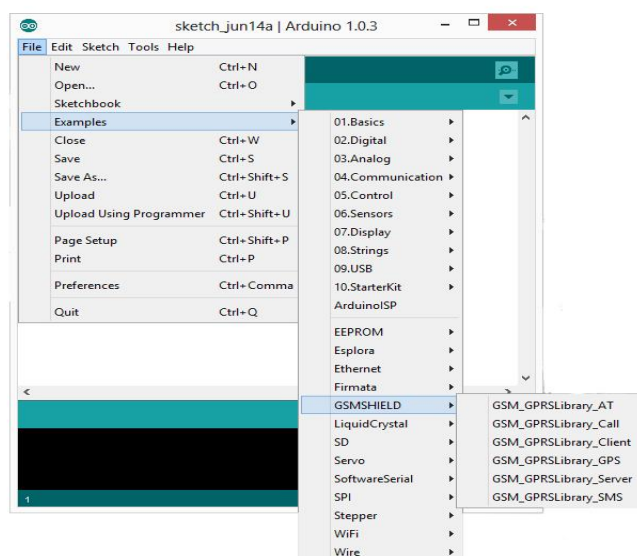 sketch_jun14a | Arduino 1.0.3
File Edit Sketch Tools Help
New Ctrl+N
Open... Ctrl+O
Sketchbook
Examples
Close Ctrl+W
Save Ctrl+S
Save As... Ctrl+Shift+S
Upload Ctrl+U
Upload Using Programmer Ctrl+Shift+U
Page Setup Ctrl+Shift+P
Print Ctrl+P
Preferences Ctrl+Comma
Quit Ctrl+Q
01.Basics
02.Digital
03.Analog
04.Communication
05.Control
06.Sensors
07.Display
08.Strings
09.USB
10.StarterKit
ArduinoISP
EEPROM
Esplora
Ethernet
Firmata
GSMSHIELD
LiquidCrystal
SD
Servo
SoftwareSerial
SPI
Stepper
WiFi
Wire
GSM_GPRSLibrary_AT
GSM_GPRSLibrary_Call
GSM_GPRSLibrary_Client
GSM_GPRSLibrary_GPS
GSM_GPRSLibrary_Server
GSM_GPRSLibrary_SMS
1